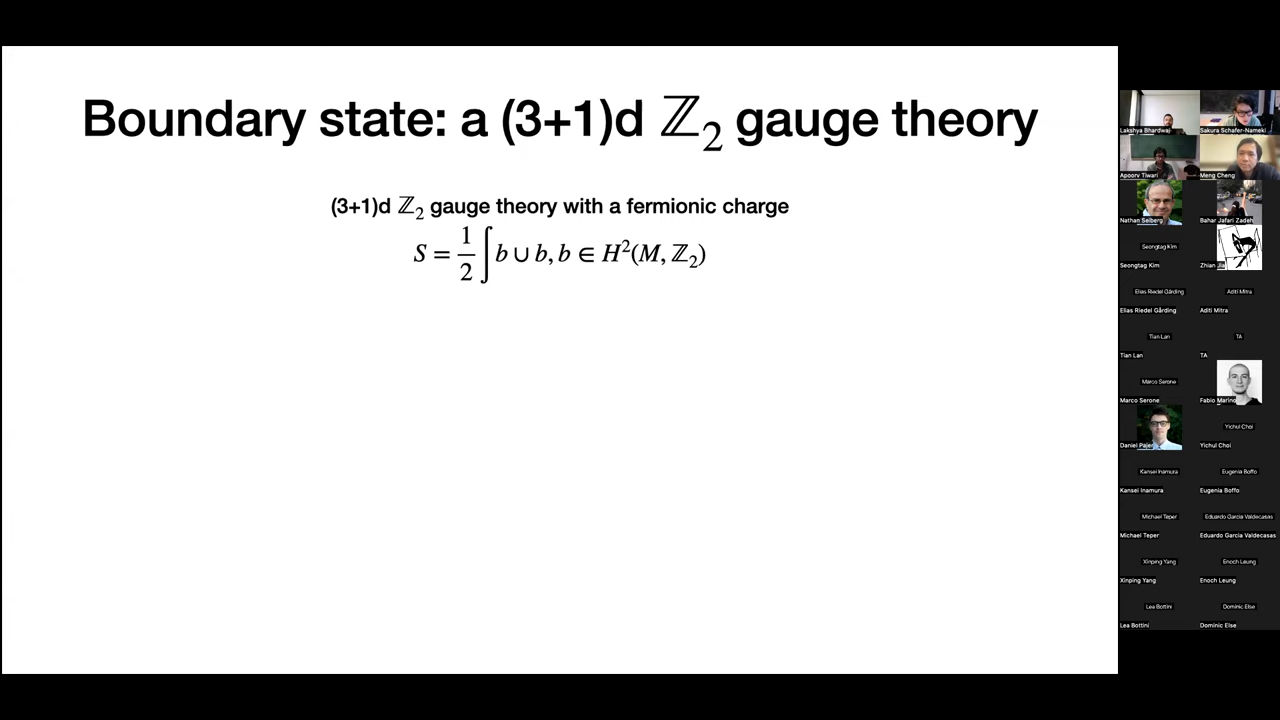 Boundary state: a (3+1)d ℤ₂ gauge theory
(3+1)d ℤ₂ gauge theory with a fermionic charge
S = 1/2 ∫ b ∪ b, b ∈ H²(M, ℤ₂)
Lakshya Bhardwaj
Sakura Schafer-Nameki
Apoorv Tiwari
Meng Cheng
Nathan Seiberg
Bahar Jafari Zadeh
Seongtag Kim
Seongtag Kim
Zhian Jia
Elias Riedel Gårding
Aditi Mitra
Elias Riedel Gårding
Aditi Mitra
Tian Lan
TA
Tian Lan
TA
Marco Serone
Marco Serone
Fabio Marino
Yichul Choi
Daniel Pajer
Yichul Choi
Kansei Inamura
Eugenia Boffo
Kansei Inamura
Eugenia Boffo
Michael Teper
Eduardo Garcia Valdecasas
Michael Teper
Eduardo Garcia Valdecasas
Xinping Yang
Enoch Leung
Xinping Yang
Enoch Leung
Lea Bottini
Dominic Else
Lea Bottini
Dominic Else